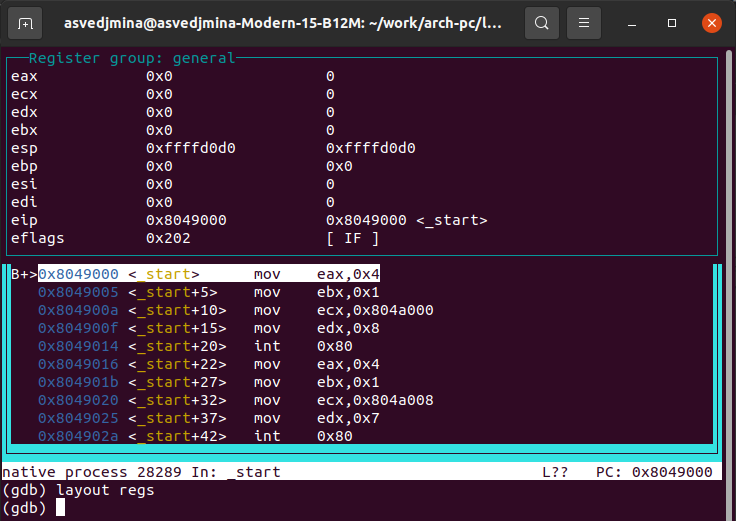 asvedjmina@asvedjmina-Modern-15-B12M: ~/work/arch-pc/l...
Register group: general
eax 0x0 0
ecx 0x0 0
edx 0x0 0
ebx 0x0 0
esp 0xffffd0d0 0xffffd0d0
ebp 0x0 0x0
esi 0x0 0
edi 0x0 0
eip 0x8049000 0x8049000 <_start>
eflags 0x202 [ IF ]
B+>0x8049000 <_start> mov eax,0x4
0x8049005 <_start+5> mov ebx,0x1
0x804900a <_start+10> mov ecx,0x804a000
0x804900f <_start+15> mov edx,0x8
0x8049014 <_start+20> int 0x80
0x8049016 <_start+22> mov eax,0x4
0x804901b <_start+27> mov ebx,0x1
0x8049020 <_start+32> mov ecx,0x804a008
0x8049025 <_start+37> mov edx,0x7
0x804902a <_start+42> int 0x80
native process 28289 In: _start L?? PC: 0x8049000
(gdb) layout regs
(gdb)